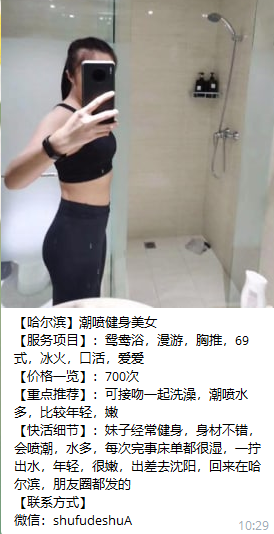 【哈尔滨】潮喷健身美女
【服务项目】：鸳鸯浴，漫游，胸推，69
式，冰火，口活，爱爱
【价格一览】：700次
【重点推荐】：可接吻一起洗澡，潮喷水
多，比较年轻，嫩
【快活细节】：妹子经常健身，身材不错，
会喷潮，水多，每次完事床单都很湿，一拧
出水，年轻，很嫩，出差去沈阳，回来在哈
尔滨，朋友圈都发的
【联系方式】
微信：shufudeshuA
10:29